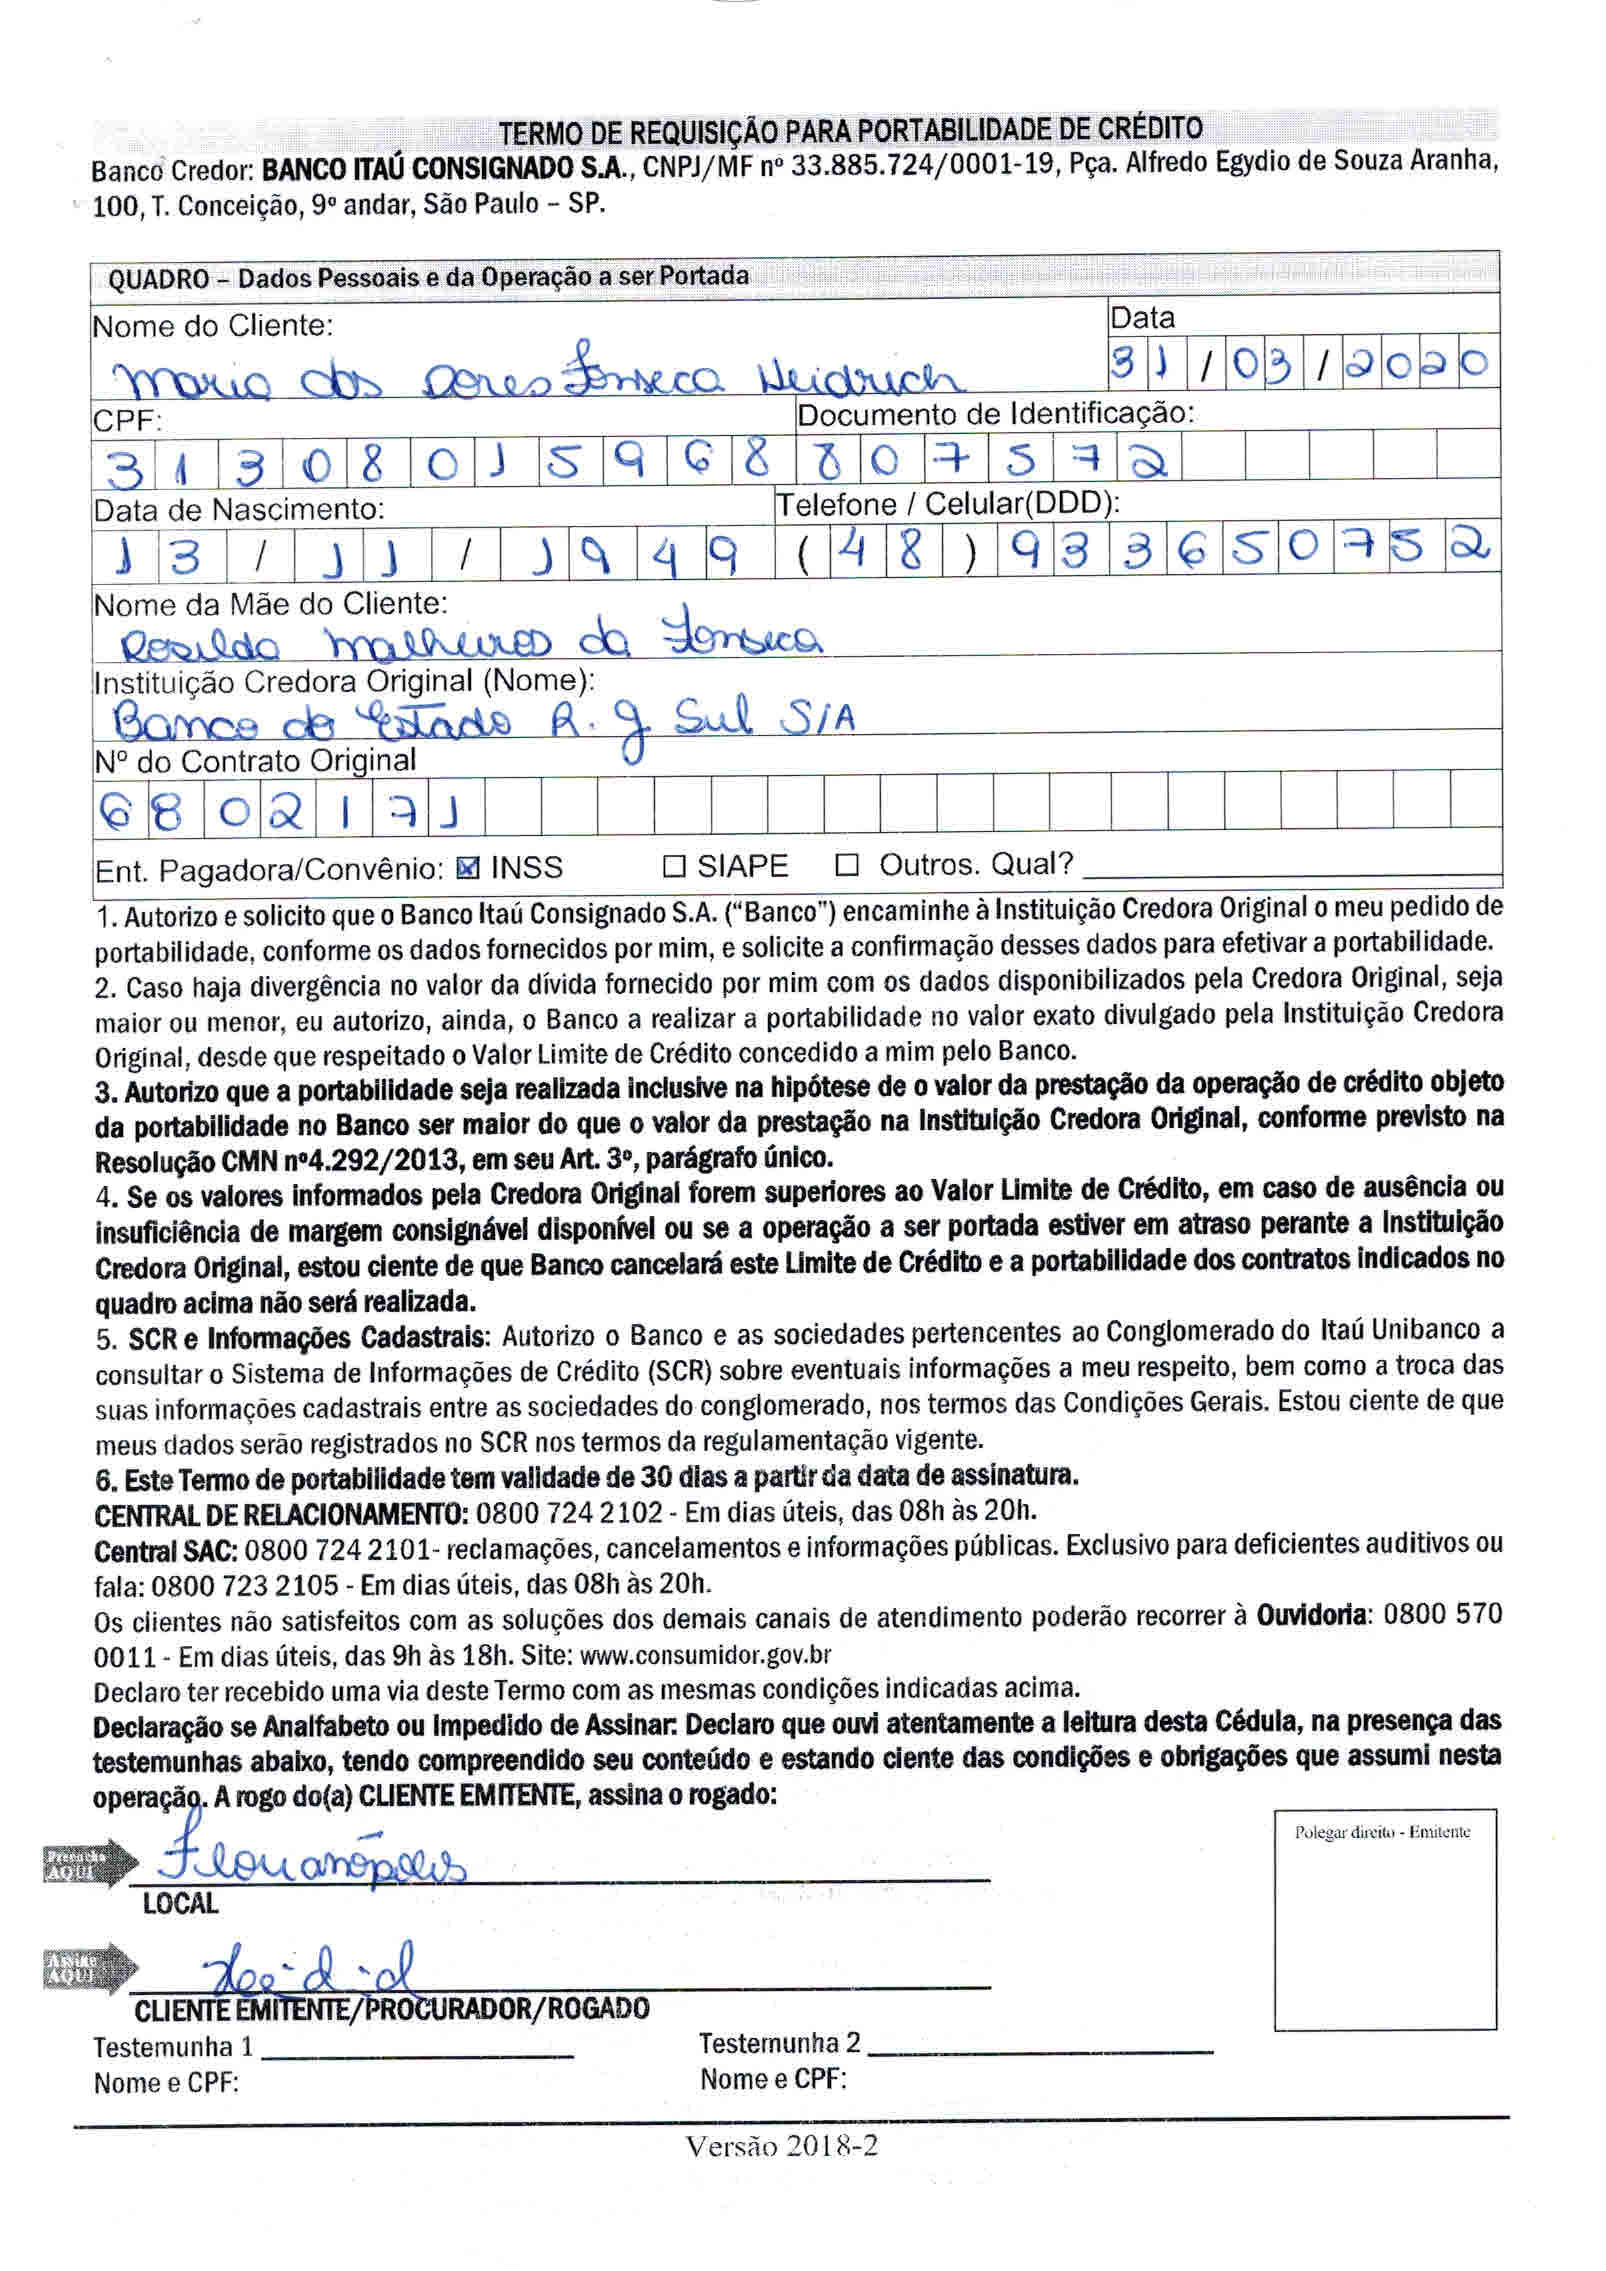 TERMO DE REQUISIÇÃO PARA PORTABILIDADE DE CRÉDITO
Banco Credor: BANCO ITAÚ CONSIGNADO S.A., CNPJ/MF nº 33.885.724/0001-19, Pça. Alfredo Egydio de Souza Aranha,
100, T. Conceição, 9º andar, São Paulo – SP.
QUADRO – Dados Pessoais e da Operação a ser Portada
Nome do Cliente: Data
Maria das Dores Fonseca Heidrich 31/03/2020
CPF: Documento de Identificação:
31308015968 807572
Data de Nascimento: Telefone / Celular(DDD):
13/11/1949 (48)933650752
Nome da Mãe do Cliente:
Rosilda Malheiros da Fonseca
Instituição Credora Original (Nome):
Banco do Estado R. g Sul S/A
Nº do Contrato Original
6802171
Ent. Pagadora/Convênio: ☒ INSS ☐ SIAPE ☐ Outros. Qual?
1. Autorizo e solicito que o Banco Itaú Consignado S.A. (“Banco”) encaminhe à Instituição Credora Original o meu pedido de
portabilidade, conforme os dados fornecidos por mim, e solicite a confirmação desses dados para efetivar a portabilidade.
2. Caso haja divergência no valor da dívida fornecido por mim com os dados disponibilizados pela Credora Original, seja
maior ou menor, eu autorizo, ainda, o Banco a realizar a portabilidade no valor exato divulgado pela Instituição Credora
Original, desde que respeitado o Valor Limite de Crédito concedido a mim pelo Banco.
3. Autorizo que a portabilidade seja realizada inclusive na hipótese de o valor da prestação da operação de crédito objeto
da portabilidade no Banco ser maior do que o valor da prestação na Instituição Credora Original, conforme previsto na
Resolução CMN nº4.292/2013, em seu Art. 3º, parágrafo único.
4. Se os valores informados pela Credora Original forem superiores ao Valor Limite de Crédito, em caso de ausência ou
insuficiência de margem consignável disponível ou se a operação a ser portada estiver em atraso perante a Instituição
Credora Original, estou ciente de que Banco cancelará este Limite de Crédito e a portabilidade dos contratos indicados no
quadro acima não será realizada.
5. SCR e Informações Cadastrais: Autorizo o Banco e as sociedades pertencentes ao Conglomerado do Itaú Unibanco a
consultar o Sistema de Informações de Crédito (SCR) sobre eventuais informações a meu respeito, bem como a troca das
suas informações cadastrais entre as sociedades do conglomerado, nos termos das Condições Gerais. Estou ciente de que
meus dados serão registrados no SCR nos termos da regulamentação vigente.
6. Este Termo de portabilidade tem validade de 30 dias a partir da data de assinatura.
CENTRAL DE RELACIONAMENTO: 0800 724 2102 - Em dias úteis, das 08h às 20h.
Central SAC: 0800 724 2101- reclamações, cancelamentos e informações públicas. Exclusivo para deficientes auditivos ou
fala: 0800 723 2105 - Em dias úteis, das 08h às 20h.
Os clientes não satisfeitos com as soluções dos demais canais de atendimento poderão recorrer à Ouvidoria: 0800 570
0011 - Em dias úteis, das 9h às 18h. Site: www.consumidor.gov.br
Declaro ter recebido uma via deste Termo com as mesmas condições indicadas acima.
Declaração se Analfabeto ou Impedido de Assinar: Declaro que ouvi atentamente a leitura desta Cédula, na presença das
testemunhas abaixo, tendo compreendido seu conteúdo e estando ciente das condições e obrigações que assumi nesta
operação. A rogo do(a) CLIENTE EMITENTE, assina o rogado:
Polegar direito - Emitente
Preencha
AQUI
Florianópolis
LOCAL
Assine
AQUI
CLIENTE EMITENTE/PROCURADOR/ROGADO
Testemunha 1 Testemunha 2
Nome e CPF: Nome e CPF:
Versão 2018-2